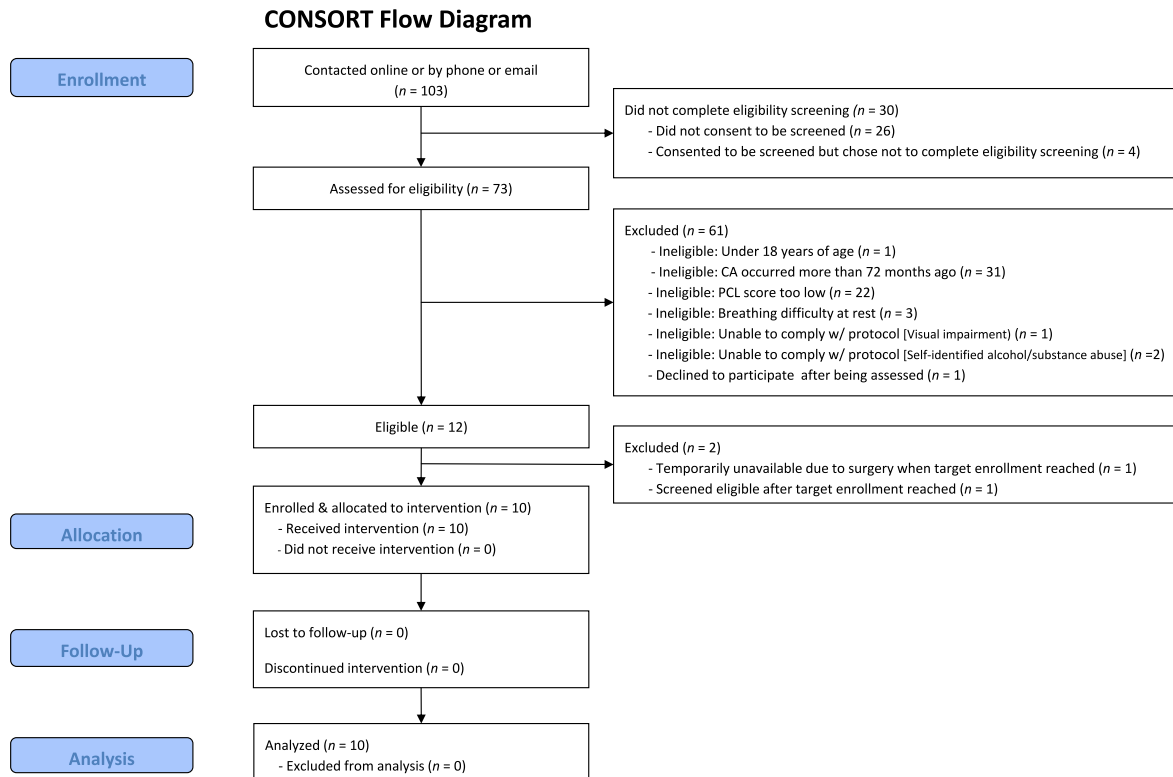 CONSORT Flow Diagram
Enrollment
Contacted online or by phone or email
(n = 103)
Did not complete eligibility screening (n = 30)
- Did not consent to be screened (n = 26)
- Consented to be screened but chose not to complete eligibility screening (n = 4)
Assessed for eligibility (n = 73)
Excluded (n = 61)
- Ineligible: Under 18 years of age (n = 1)
- Ineligible: CA occurred more than 72 months ago (n = 31)
- Ineligible: PCL score too low (n = 22)
- Ineligible: Breathing difficulty at rest (n = 3)
- Ineligible: Unable to comply w/ protocol [Visual impairment) (n = 1)
- Ineligible: Unable to comply w/ protocol [Self-identified alcohol/substance abuse] (n =2)
- Declined to participate after being assessed (n = 1)
Eligible (n = 12)
Excluded (n = 2)
- Temporarily unavailable due to surgery when target enrollment reached (n = 1)
- Screened eligible after target enrollment reached (n = 1)
Allocation
Enrolled & allocated to intervention (n = 10)
- Received intervention (n = 10)
- Did not receive intervention (n = 0)
Follow-Up
Lost to follow-up (n = 0)
Discontinued intervention (n = 0)
Analysis
Analyzed (n = 10)
- Excluded from analysis (n = 0)